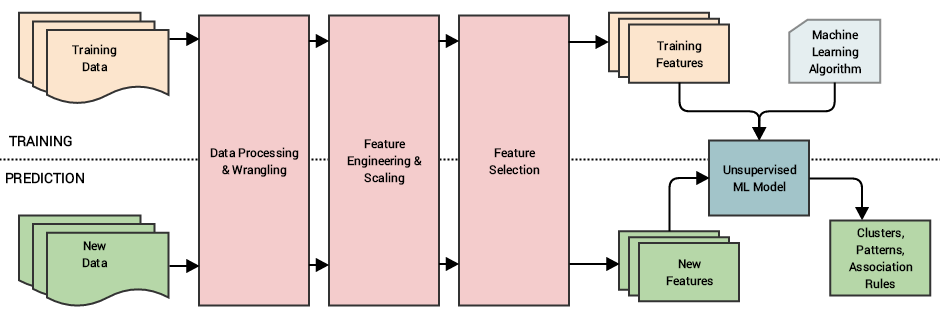 Training
Data
Data Processing
& Wrangling
Feature
Engineering &
Scaling
Feature
Selection
Training
Features
Machine
Learning
Algorithm
TRAINING
PREDICTION
Unsupervised
ML Model
New
Data
New
Features
Clusters,
Patterns,
Association
Rules